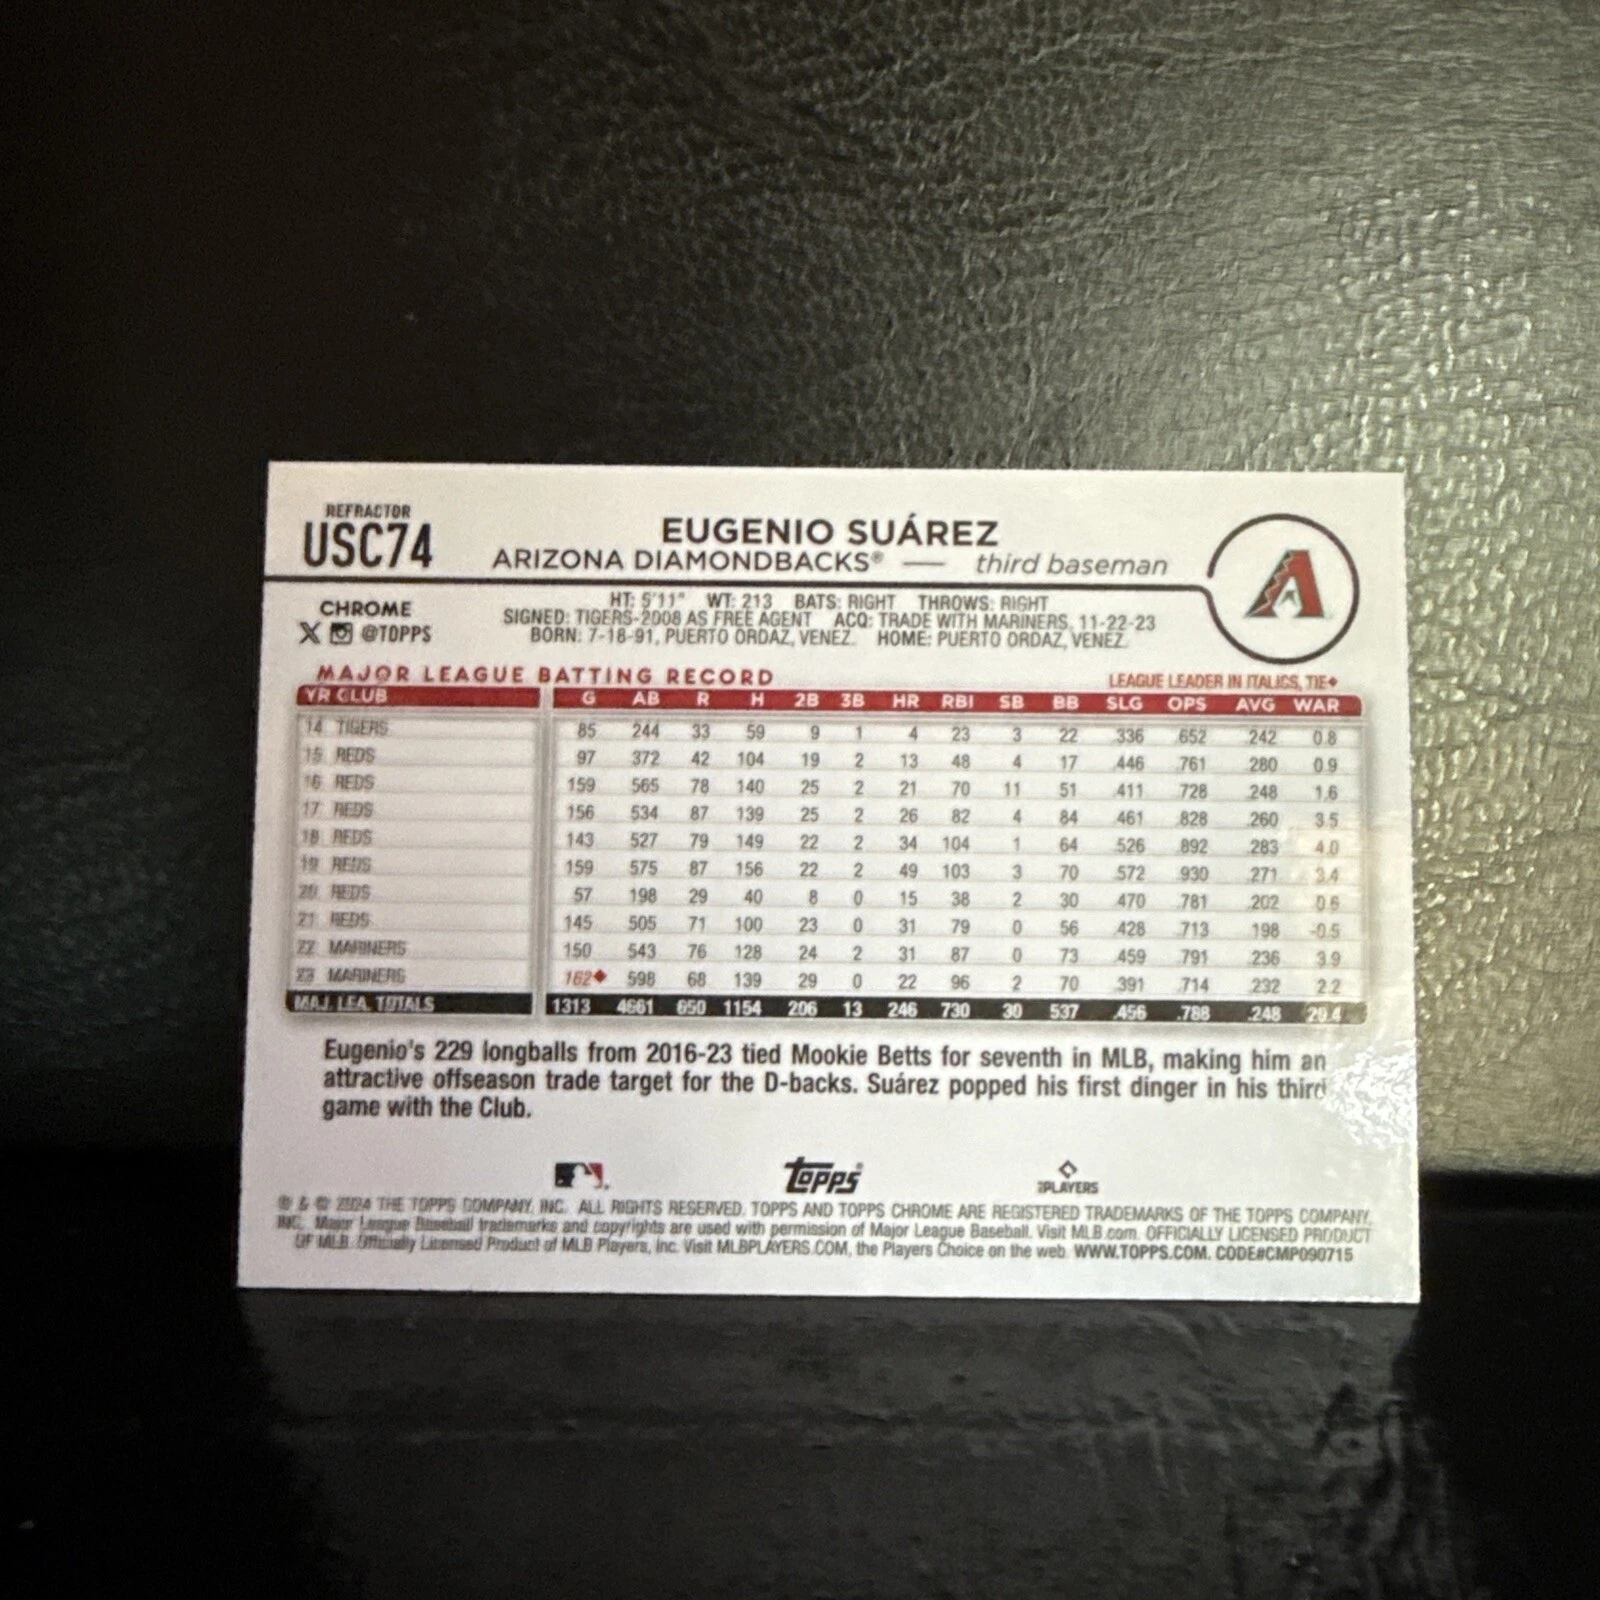 REFRACTOR
USC74
EUGENIO SUÁREZ
ARIZONA DIAMONDBACKS® — third baseman
A
CHROME
X @TOPPS
HT: 5'11" WT: 213 BATS: RIGHT THROWS: RIGHT
SIGNED: TIGERS-2008 AS FREE AGENT ACQ: TRADE WITH MARINERS, 11-22-23
BORN: 7-18-91, PUERTO ORDAZ, VENEZ. HOME: PUERTO ORDAZ, VENEZ.
MAJOR LEAGUE BATTING RECORD LEAGUE LEADER IN ITALICS, TIE♦
YR CLUB G AB R H 2B 3B HR RBI SB BB SLG OPS AVG WAR
14 TIGERS 85 244 33 59 9 1 4 23 3 22 .336 .652 .242 0.8
15 REDS 97 372 42 104 19 2 13 48 4 17 .446 .761 .280 0.9
16 REDS 159 565 78 140 25 2 21 70 11 51 .411 .728 .248 1.6
17 REDS 156 534 87 139 25 2 26 82 4 84 .461 .828 .260 3.5
18 REDS 143 527 79 149 22 2 34 104 1 64 .526 .892 .283 4.0
19 REDS 159 575 87 156 22 2 49 103 3 70 .572 .930 .271 3.4
20 REDS 57 198 29 40 8 0 15 38 2 30 .470 .781 .202 0.6
21 REDS 145 505 71 100 23 0 31 79 0 56 .428 .713 .198 -0.5
22 MARINERS 150 543 76 128 24 2 31 87 0 73 .459 .791 .236 3.9
23 MARINERS 162♦ 598 68 139 29 0 22 96 2 70 .391 .714 .232 2.2
MAJ. LEA. TOTALS 1313 4661 650 1154 206 13 246 730 30 537 .456 .788 .248 20.4
Eugenio's 229 longballs from 2016-23 tied Mookie Betts for seventh in MLB, making him an
attractive offseason trade target for the D-backs. Suárez popped his first dinger in his third
game with the Club.
topps® PLAYERS
® & © 2024 THE TOPPS COMPANY, INC. ALL RIGHTS RESERVED. TOPPS AND TOPPS CHROME ARE REGISTERED TRADEMARKS OF THE TOPPS COMPANY,
INC. Major League Baseball trademarks and copyrights are used with permission of Major League Baseball. Visit MLB.com. OFFICIALLY LICENSED PRODUCT
OF MLB. Officially Licensed Product of MLB Players, Inc. Visit MLBPLAYERS.COM, the Players Choice on the web. WWW.TOPPS.COM. CODE#CMP090715